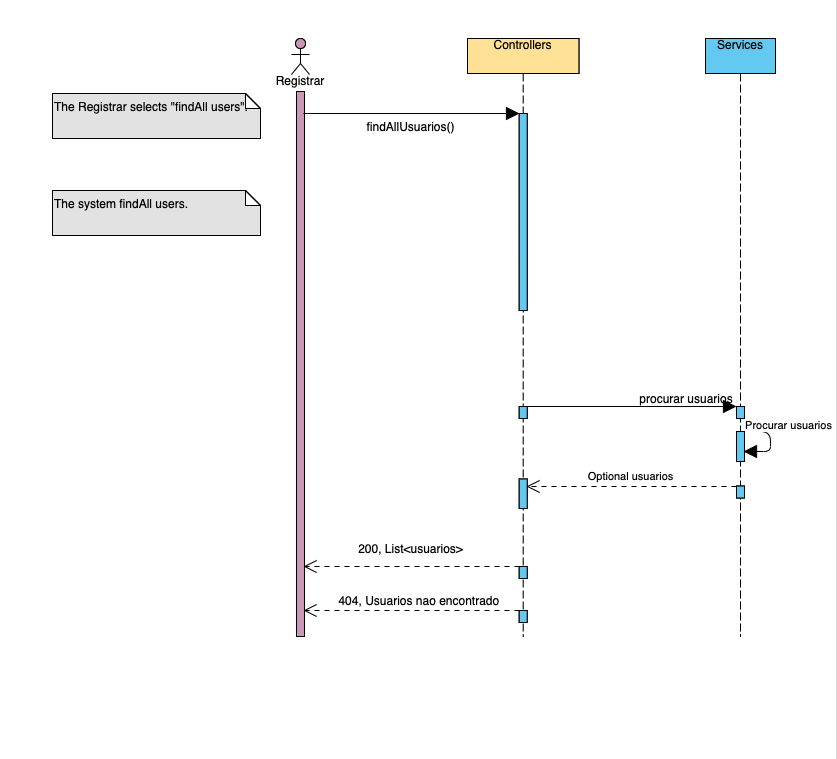 Registrar
Controllers
Services
The Registrar selects "findAll users".
findAllUsuarios()
The system findAll users.
procurar usuarios
Procurar usuarios
Optional usuarios
200, List<usuarios>
404, Usuarios nao encontrado